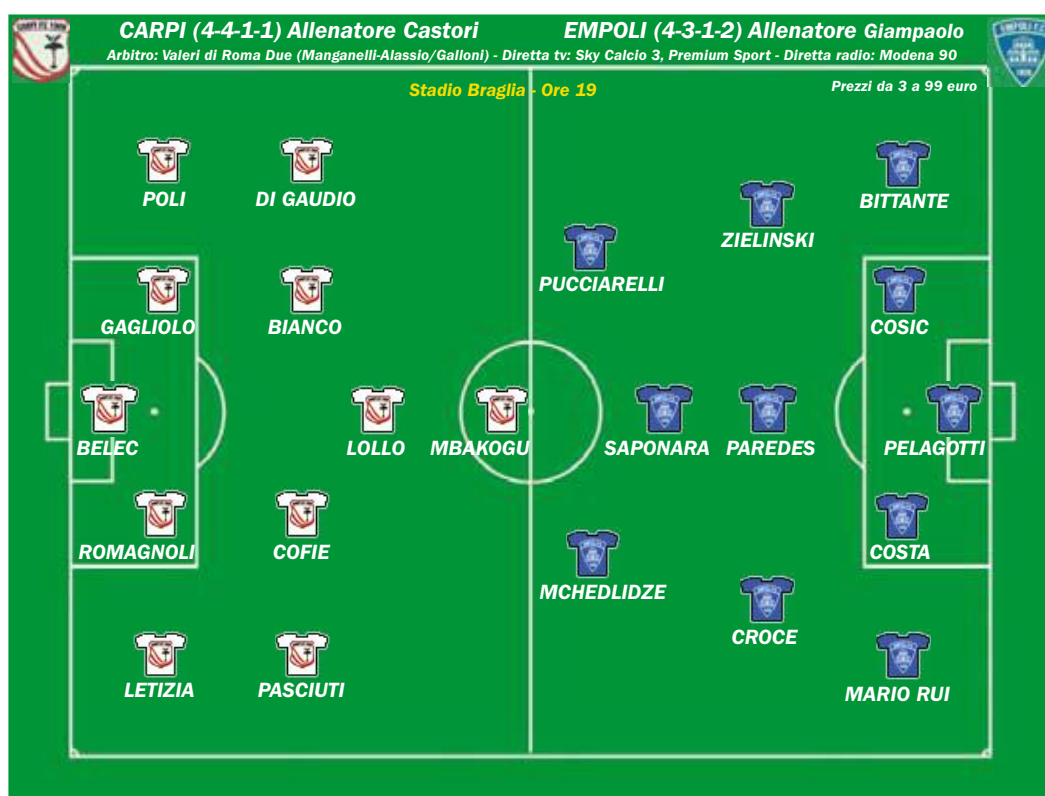 CARPI (4-4-1-1) Allenatore Castori
EMPOLI (4-3-1-2) Allenatore Giampaolo
Arbitro: Valeri di Roma Due (Manganelli-Alassio/Galloni) - Diretta tv: Sky Calcio 3, Premium Sport - Diretta radio: Modena 90
Stadio Braglia - Ore 19
Prezzi da 3 a 99 euro
POLI
DI GAUDIO
BITTANTE
ZIELINSKI
PUCCIARELLI
GAGLIOLO
BIANCO
COSIC
BELEC
LOLLO
MBAKOGU
SAPONARA
PAREDES
PELAGOTTI
ROMAGNOLI
COFIE
COSTA
MCHEDLIDZE
CROCE
LETIZIA
PASCIUTI
MARIO RUI